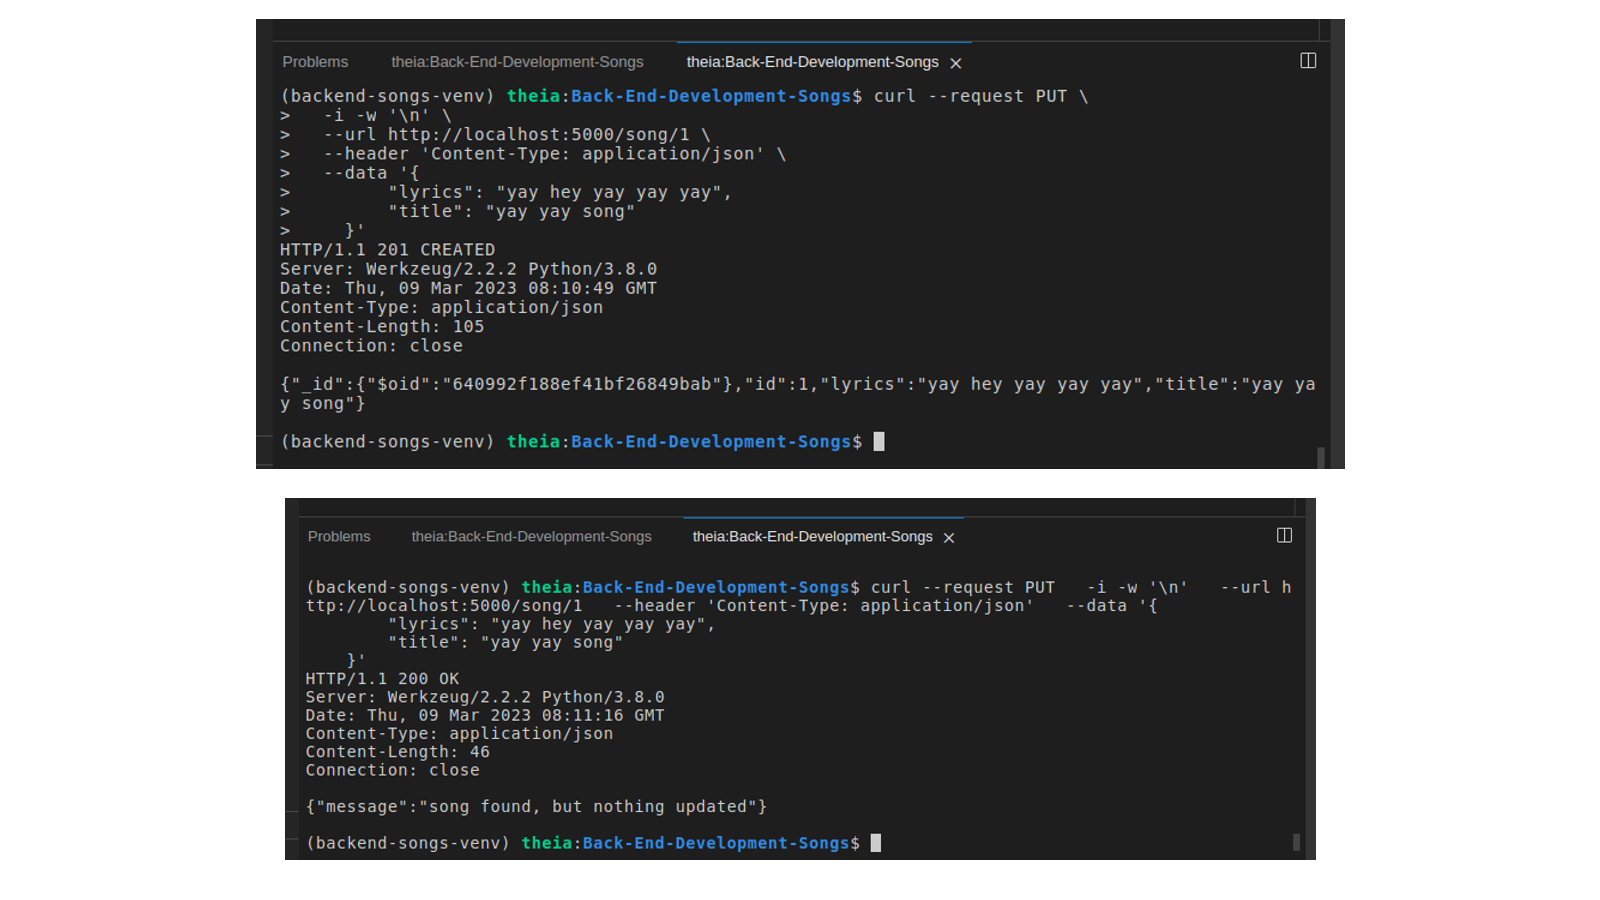 Problems theia:Back-End-Development-Songs theia:Back-End-Development-Songs ×
(backend-songs-venv) theia:Back-End-Development-Songs$ curl --request PUT \
>   -i -w '\n' \
>   --url http://localhost:5000/song/1 \
>   --header 'Content-Type: application/json' \
>   --data '{
>         "lyrics": "yay hey yay yay yay",
>         "title": "yay yay song"
>     }'
HTTP/1.1 201 CREATED
Server: Werkzeug/2.2.2 Python/3.8.0
Date: Thu, 09 Mar 2023 08:10:49 GMT
Content-Type: application/json
Content-Length: 105
Connection: close
{"_id":{"$oid":"640992f188ef41bf26849bab"},"id":1,"lyrics":"yay hey yay yay yay","title":"yay ya
y song"}
(backend-songs-venv) theia:Back-End-Development-Songs$
Problems theia:Back-End-Development-Songs theia:Back-End-Development-Songs ×
(backend-songs-venv) theia:Back-End-Development-Songs$ curl --request PUT   -i -w '\n'   --url h
ttp://localhost:5000/song/1   --header 'Content-Type: application/json'   --data '{
        "lyrics": "yay hey yay yay yay",
        "title": "yay yay song"
    }'
HTTP/1.1 200 OK
Server: Werkzeug/2.2.2 Python/3.8.0
Date: Thu, 09 Mar 2023 08:11:16 GMT
Content-Type: application/json
Content-Length: 46
Connection: close
{"message":"song found, but nothing updated"}
(backend-songs-venv) theia:Back-End-Development-Songs$